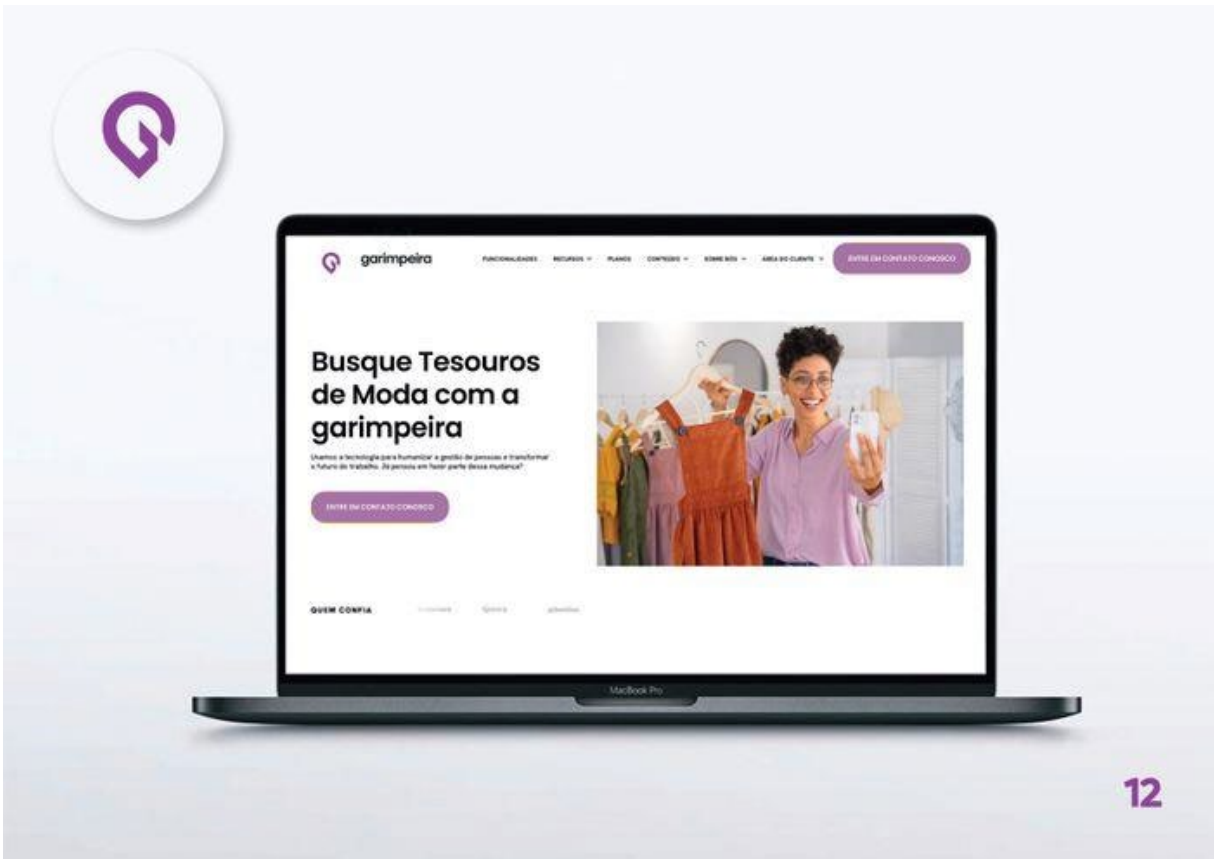 garimpeira
FUNCIONALIDADES RECURSOS PLANOS CONTEÚDO SOBRE NÓS ÁREA DO CLIENTE ENTRE EM CONTATO CONOSCO
Busque Tesouros
de Moda com a
garimpeira
Usamos a tecnologia para humanizar a gestão de pessoas e transformar
o futuro do trabalho. Já pensou em fazer parte dessa mudança?
ENTRE EM CONTATO CONOSCO
QUEM CONFIA
MacBook Pro
12